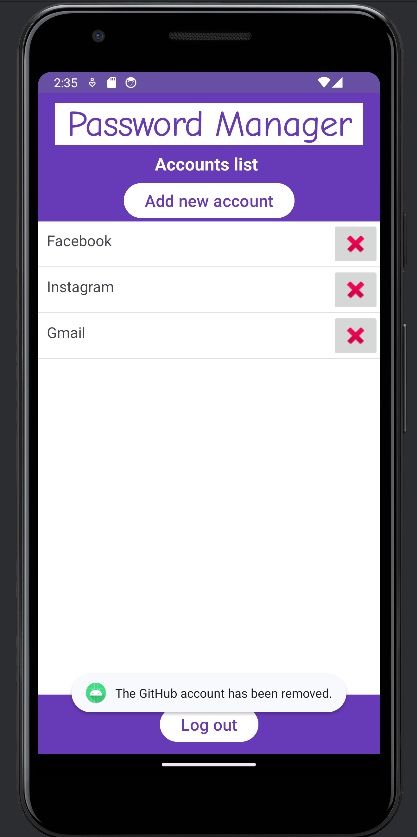 2:35
Password Manager
Accounts list
Add new account
Facebook
Instagram
Gmail
The GitHub account has been removed.
Log out